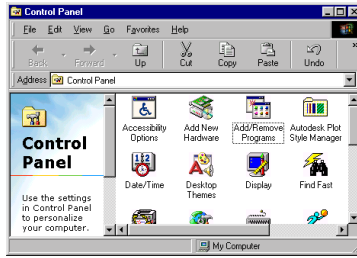 Control Panel
File Edit View Go Favorites Help
Back Forward Up Cut Copy Paste Undo »
Address Control Panel
Control Panel
Use the settings in Control Panel to personalize your computer.
Accessibility Options
Add New Hardware
Add/Remove Programs
Autodesk Plot Style Manager
Date/Time
Desktop Themes
Display
Find Fast
My Computer